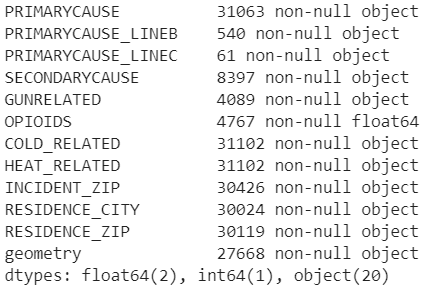 PRIMARYCAUSE 31063 non-null object
PRIMARYCAUSE_LINEB 540 non-null object
PRIMARYCAUSE_LINEC 61 non-null object
SECONDARYCAUSE 8397 non-null object
GUNRELATED 4089 non-null object
OPIOIDS 4767 non-null float64
COLD_RELATED 31102 non-null object
HEAT_RELATED 31102 non-null object
INCIDENT_ZIP 30426 non-null object
RESIDENCE_CITY 30024 non-null object
RESIDENCE_ZIP 30119 non-null object
geometry 27668 non-null object
dtypes: float64(2), int64(1), object(20)